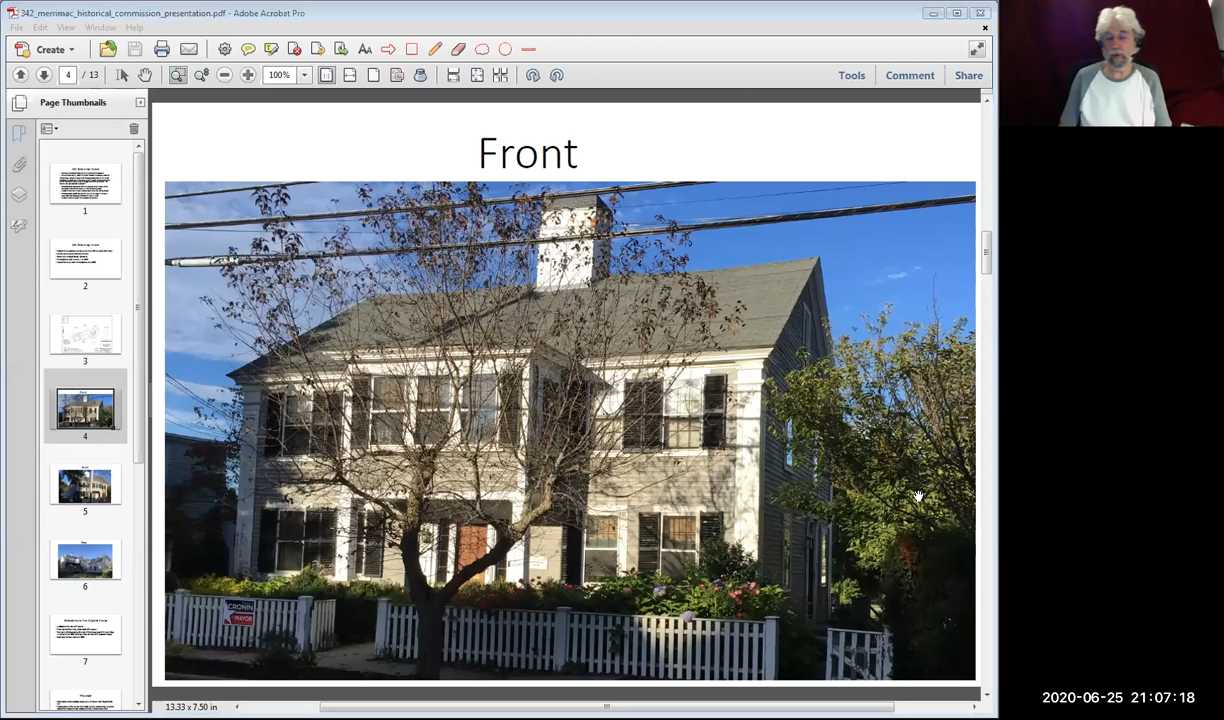 342_merrimac_historical_commission_presentation.pdf - Adobe Acrobat Pro
File Edit View Window Help
Create
4 / 13 100% Tools Comment Share
Page Thumbnails
1
2
3
4
5
6
7
Front
CRONIN
MAYOR
13.33 x 7.50 in
2020-06-25 21:07:18